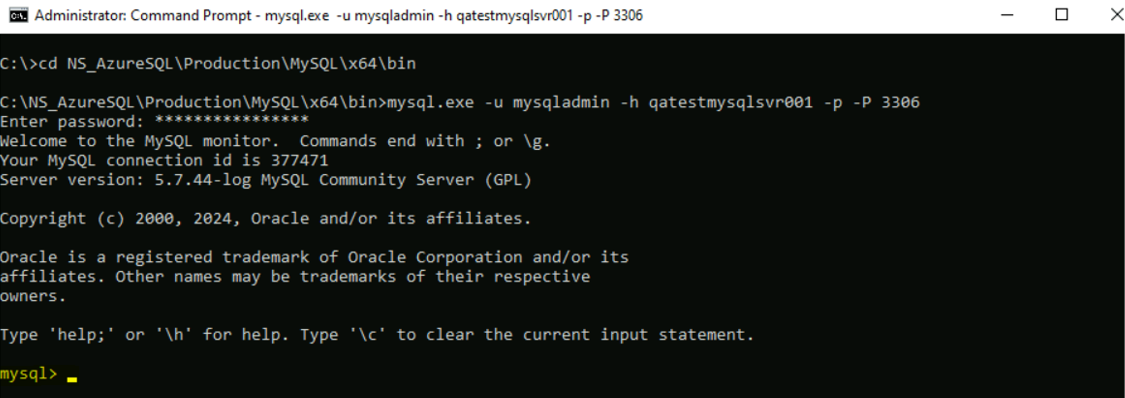 Administrator: Command Prompt - mysql.exe -u mysqladmin -h qatestmysqlsvr001 -p -P 3306
C:\>cd NS_AzureSQL\Production\MySQL\x64\bin
C:\NS_AzureSQL\Production\MySQL\x64\bin>mysql.exe -u mysqladmin -h qatestmysqlsvr001 -p -P 3306
Enter password: ****************
Welcome to the MySQL monitor.  Commands end with ; or \g.
Your MySQL connection id is 377471
Server version: 5.7.44-log MySQL Community Server (GPL)
Copyright (c) 2000, 2024, Oracle and/or its affiliates.
Oracle is a registered trademark of Oracle Corporation and/or its
affiliates. Other names may be trademarks of their respective
owners.
Type 'help;' or '\h' for help. Type '\c' to clear the current input statement.
mysql> _